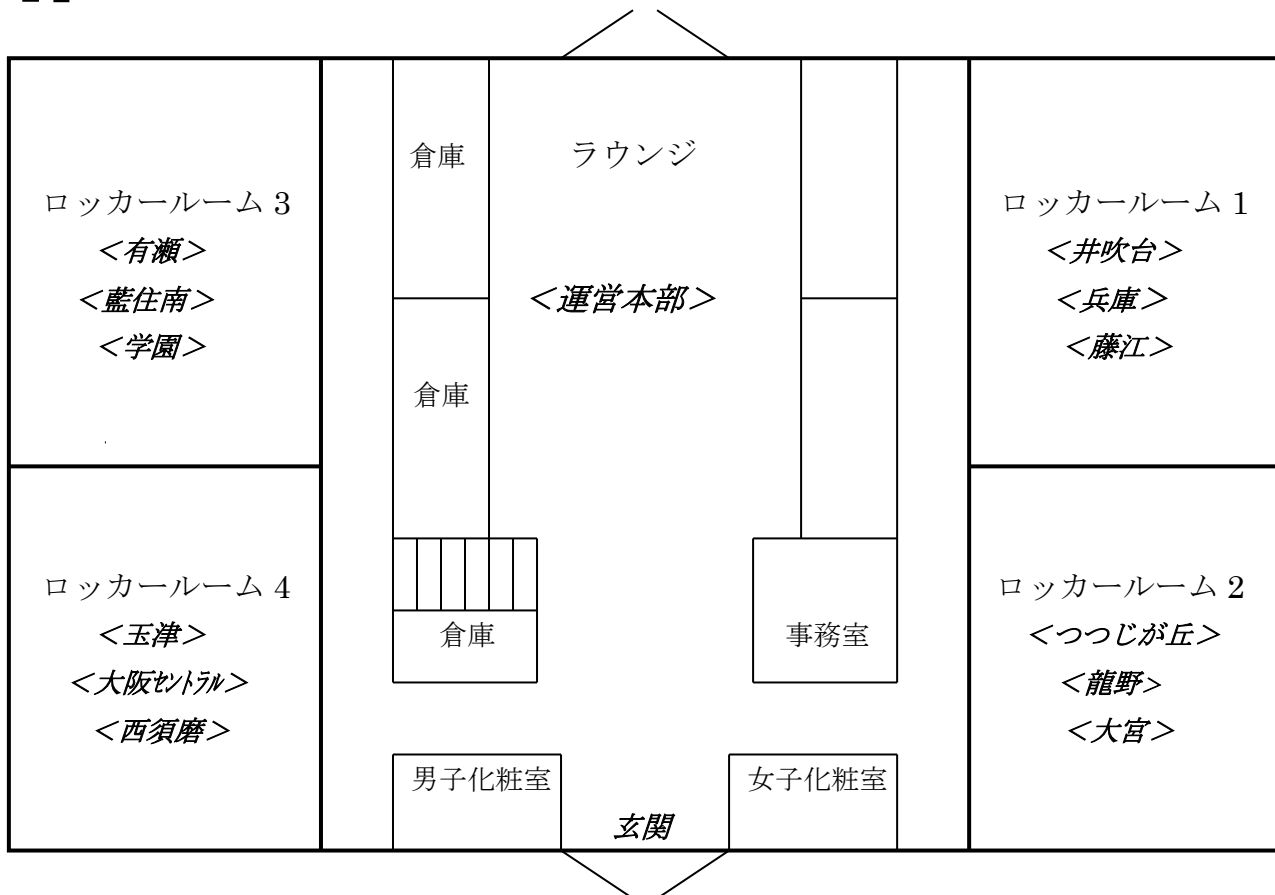 倉庫
ラウンジ
ロッカールーム 3
<有瀬>
<藍住南>
<学園>
<運営本部>
ロッカールーム 1
<井吹台>
<兵庫>
<藤江>
倉庫
ロッカールーム 4
<玉津>
<大阪ｾﾝﾄﾗﾙ>
<西須磨>
倉庫
事務室
ロッカールーム 2
<つつじが丘>
<龍野>
<大宮>
男子化粧室
女子化粧室
玄関